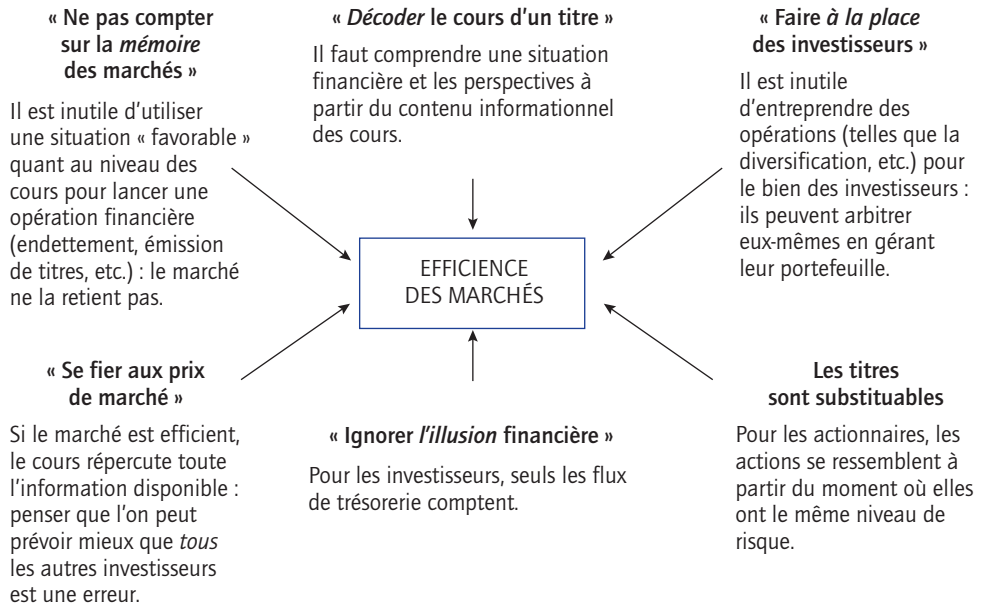 « Ne pas compter
sur la mémoire
des marchés »
Il est inutile d'utiliser
une situation « favorable »
quant au niveau des
cours pour lancer une
opération financière
(endettement, émission
de titres, etc.) : le marché
ne la retient pas.
« Décoder le cours d'un titre »
Il faut comprendre une situation
financière et les perspectives à
partir du contenu informationnel
des cours.
« Faire à la place
des investisseurs »
Il est inutile
d'entreprendre des
opérations (telles que la
diversification, etc.) pour
le bien des investisseurs :
ils peuvent arbitrer
eux-mêmes en gérant
leur portefeuille.
EFFICIENCE
DES MARCHÉS
« Se fier aux prix
de marché »
Si le marché est efficient,
le cours répercute toute
l'information disponible :
penser que l'on peut
prévoir mieux que tous
les autres investisseurs
est une erreur.
« Ignorer l'illusion financière »
Pour les investisseurs, seuls les flux
de trésorerie comptent.
Les titres
sont substituables
Pour les actionnaires, les
actions se ressemblent à
partir du moment où elles
ont le même niveau de
risque.